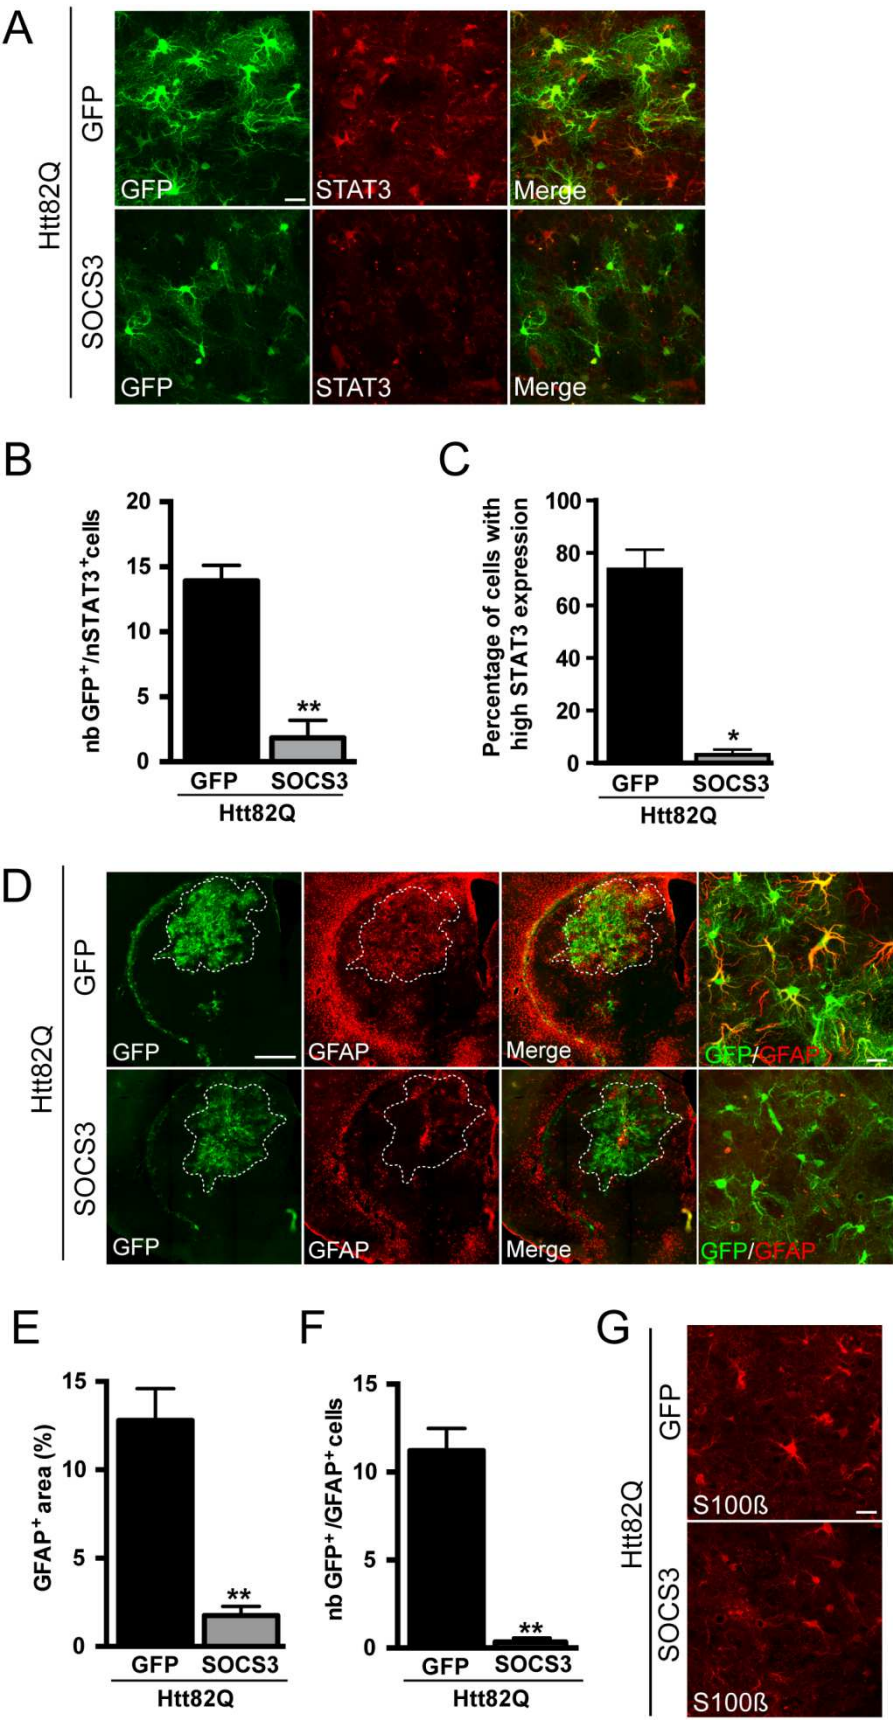 A
Htt82Q
GFP
GFP
STAT3
Merge
SOCS3
GFP
STAT3
Merge
B
nb GFP⁺/nSTAT3⁺cells
20
15
10
5
0
**
GFP SOCS3
Htt82Q
C
Percentage of cells with
high STAT3 expression
100
80
60
40
20
0
*
GFP SOCS3
Htt82Q
D
Htt82Q
GFP
GFP
GFAP
Merge
GFP/GFAP
SOCS3
GFP
GFAP
Merge
GFP/GFAP
E
GFAP⁺ area (%)
15
10
5
0
**
GFP SOCS3
Htt82Q
F
nb GFP⁺/GFAP⁺ cells
15
10
5
0
**
GFP SOCS3
Htt82Q
G
Htt82Q
GFP
S100ß
SOCS3
S100ß